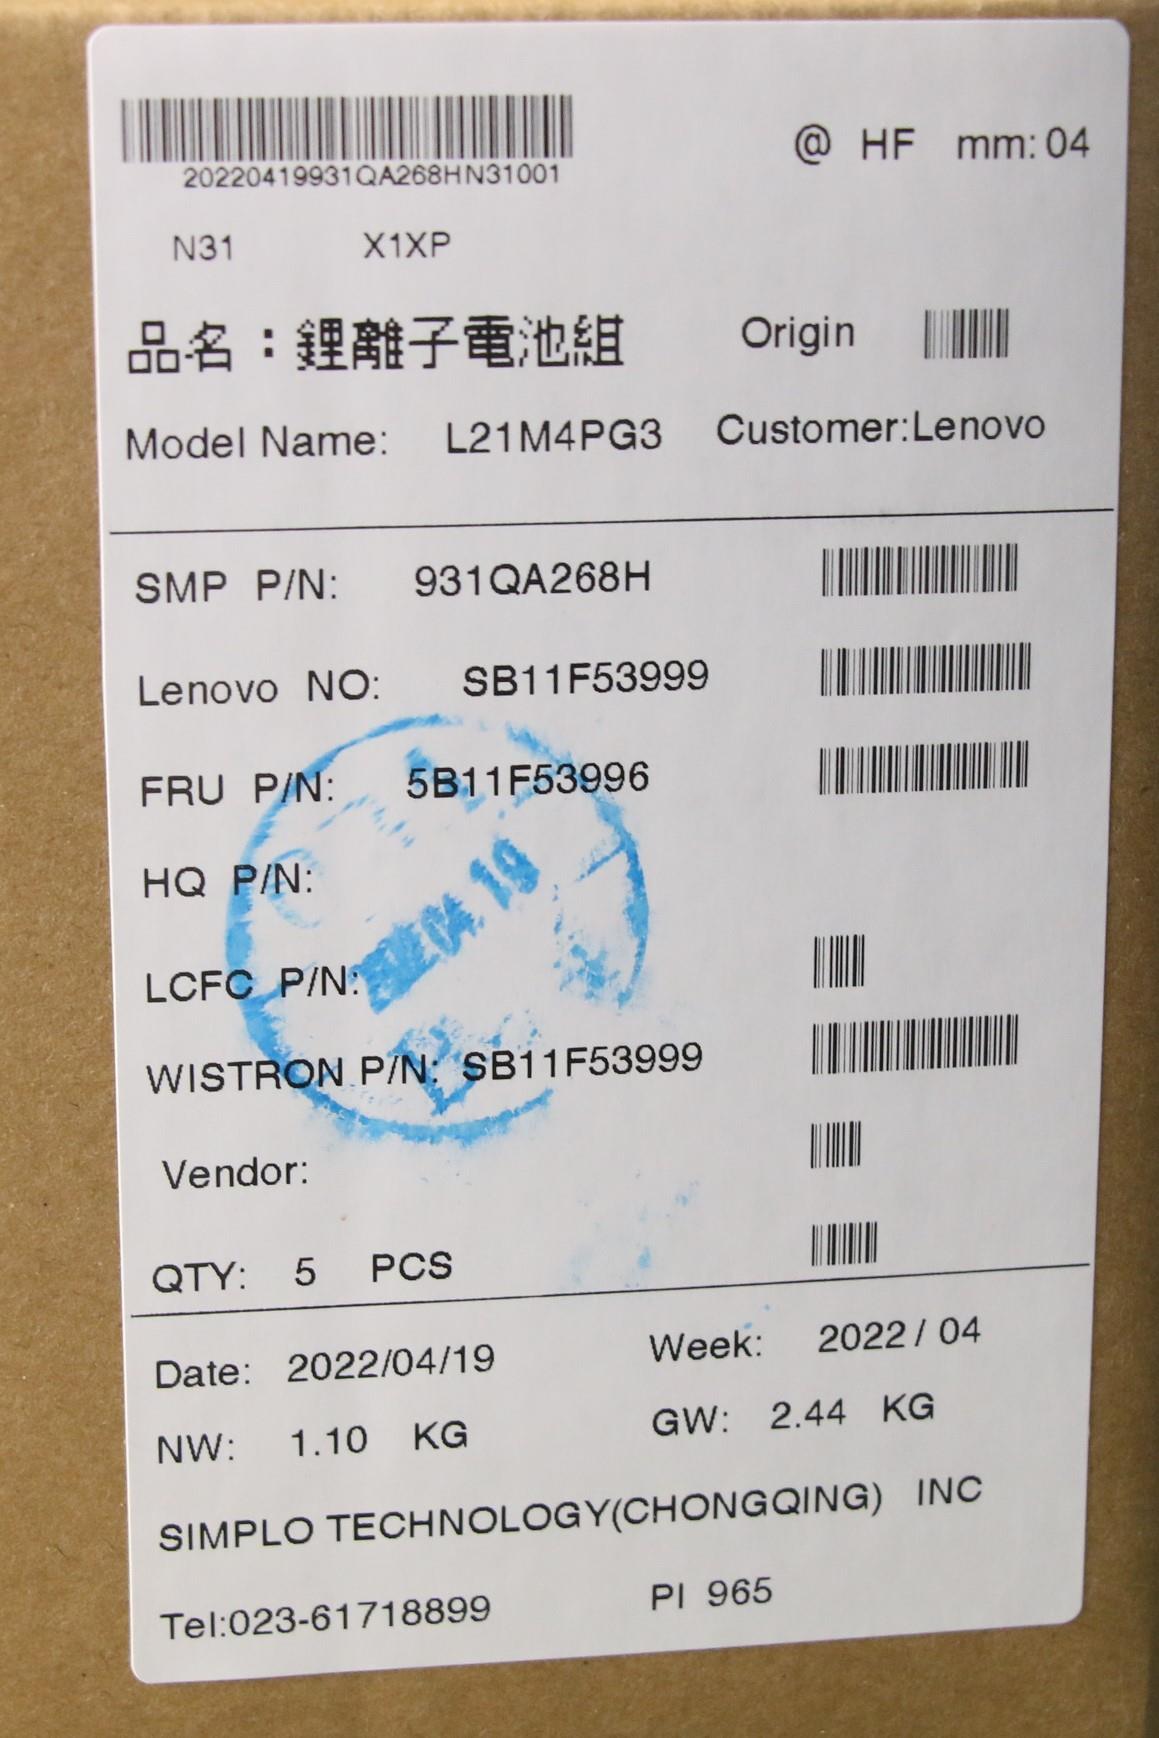 @ HF mm: 04
20220419931QA268HN31001
N31 X1XP
品名：鋰離子電池組 Origin
Model Name: L21M4PG3 Customer:Lenovo
SMP P/N: 931QA268H
Lenovo NO: SB11F53999
FRU P/N: 5B11F53996
HQ P/N:
04.19
LCFC P/N:
WISTRON P/N: SB11F53999
Vendor:
QTY: 5 PCS
Date: 2022/04/19 Week: 2022 / 04
NW: 1.10 KG GW: 2.44 KG
SIMPLO TECHNOLOGY(CHONGQING) INC
Tel:023-61718899 PI 965